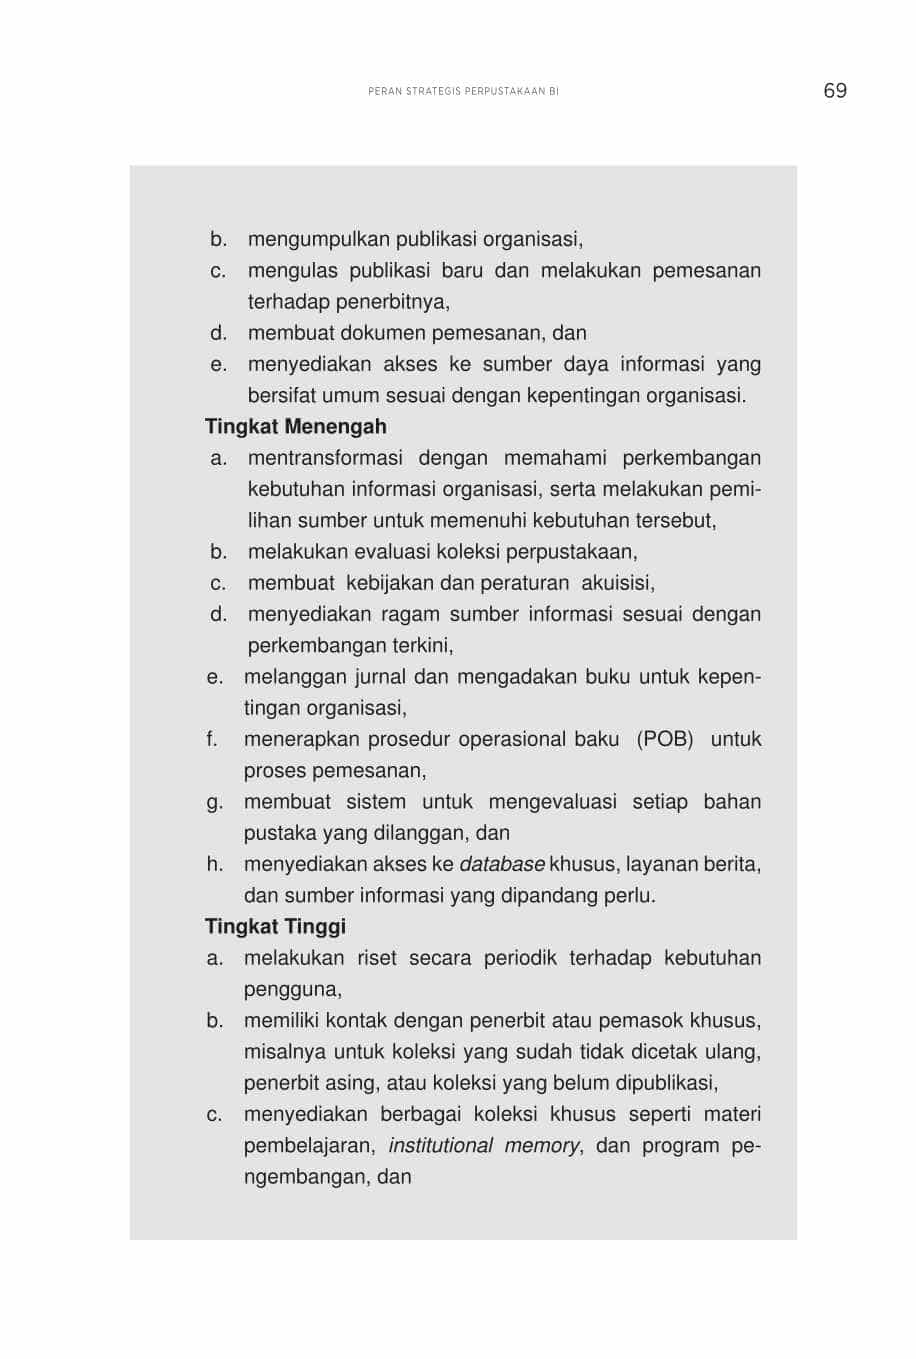 PERAN STRATEGIS PERPUSTAKAAN BI
69
b. mengumpulkan publikasi organisasi,
c. mengulas publikasi baru dan melakukan pemesanan
terhadap penerbitnya,
d. membuat dokumen pemesanan, dan
e. menyediakan akses ke sumber daya informasi yang
bersifat umum sesuai dengan kepentingan organisasi.
Tingkat Menengah
a. mentransformasi dengan memahami perkembangan
kebutuhan informasi organisasi, serta melakukan pemi-
lihan sumber untuk memenuhi kebutuhan tersebut,
b. melakukan evaluasi koleksi perpustakaan,
c. membuat kebijakan dan peraturan akuisisi,
d. menyediakan ragam sumber informasi sesuai dengan
perkembangan terkini,
e. melanggan jurnal dan mengadakan buku untuk kepen-
tingan organisasi,
f. menerapkan prosedur operasional baku (POB) untuk
proses pemesanan,
g. membuat sistem untuk mengevaluasi setiap bahan
pustaka yang dilanggan, dan
h. menyediakan akses ke database khusus, layanan berita,
dan sumber informasi yang dipandang perlu.
Tingkat Tinggi
a. melakukan riset secara periodik terhadap kebutuhan
pengguna,
b. memiliki kontak dengan penerbit atau pemasok khusus,
misalnya untuk koleksi yang sudah tidak dicetak ulang,
penerbit asing, atau koleksi yang belum dipublikasi,
c. menyediakan berbagai koleksi khusus seperti materi
pembelajaran, institutional memory, dan program pe-
ngembangan, dan